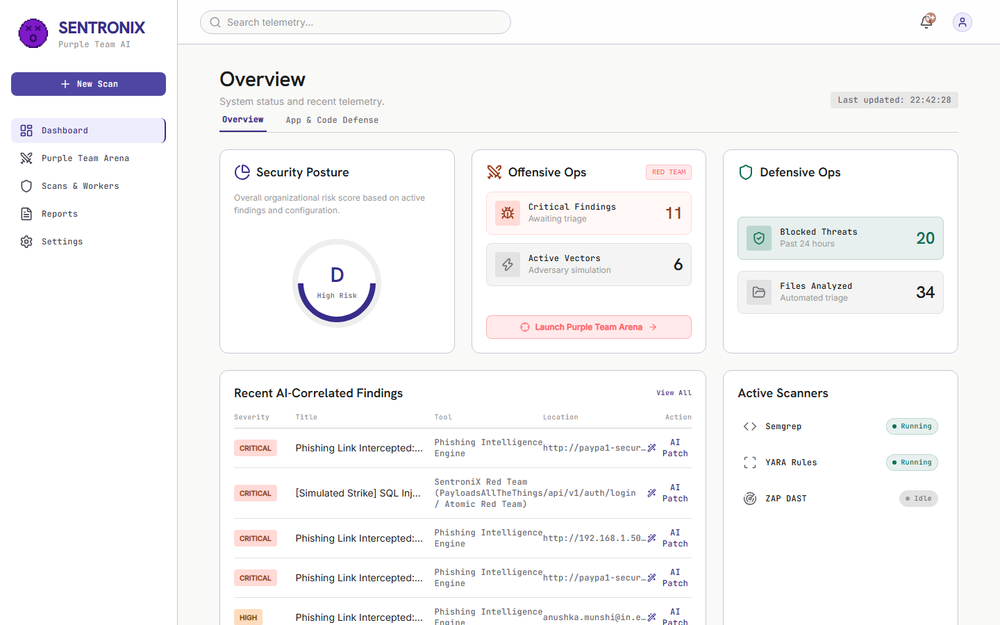 SENTRONIX
Purple Team AI
New Scan
Dashboard
Purple Team Arena
Scans & Workers
Reports
Settings
Search telemetry...
9+
Overview
System status and recent telemetry.
Last updated: 22:42:28
Overview
App & Code Defense
Security Posture
Overall organizational risk score based on active
findings and configuration.
D
High Risk
Offensive Ops
RED TEAM
Critical Findings
Awaiting triage
11
Active Vectors
Adversary simulation
6
Launch Purple Team Arena
Defensive Ops
Blocked Threats
Past 24 hours
20
Files Analyzed
Automated triage
34
Recent AI-Correlated Findings
View All
Severity Title Tool Location Action
CRITICAL
Phishing Link Intercepted:...
Phishing Intelligence
Engine
http://paypa1-secur…
AI
Patch
CRITICAL
[Simulated Strike] SQL Inj...
SentroniX Red Team
(PayloadsAllTheThings
/ Atomic Red Team)
/api/v1/auth/login
AI
Patch
CRITICAL
Phishing Link Intercepted:...
Phishing Intelligence
Engine
http://192.168.1.50…
AI
Patch
CRITICAL
Phishing Link Intercepted:...
Phishing Intelligence
Engine
http://paypa1-secur…
AI
Patch
HIGH
Phishing Link Intercepted:...
Phishing Intelligence
Engine
anushka.munshi@in.e…
AI
Patch
Active Scanners
Semgrep
Running
YARA Rules
Running
ZAP DAST
Idle